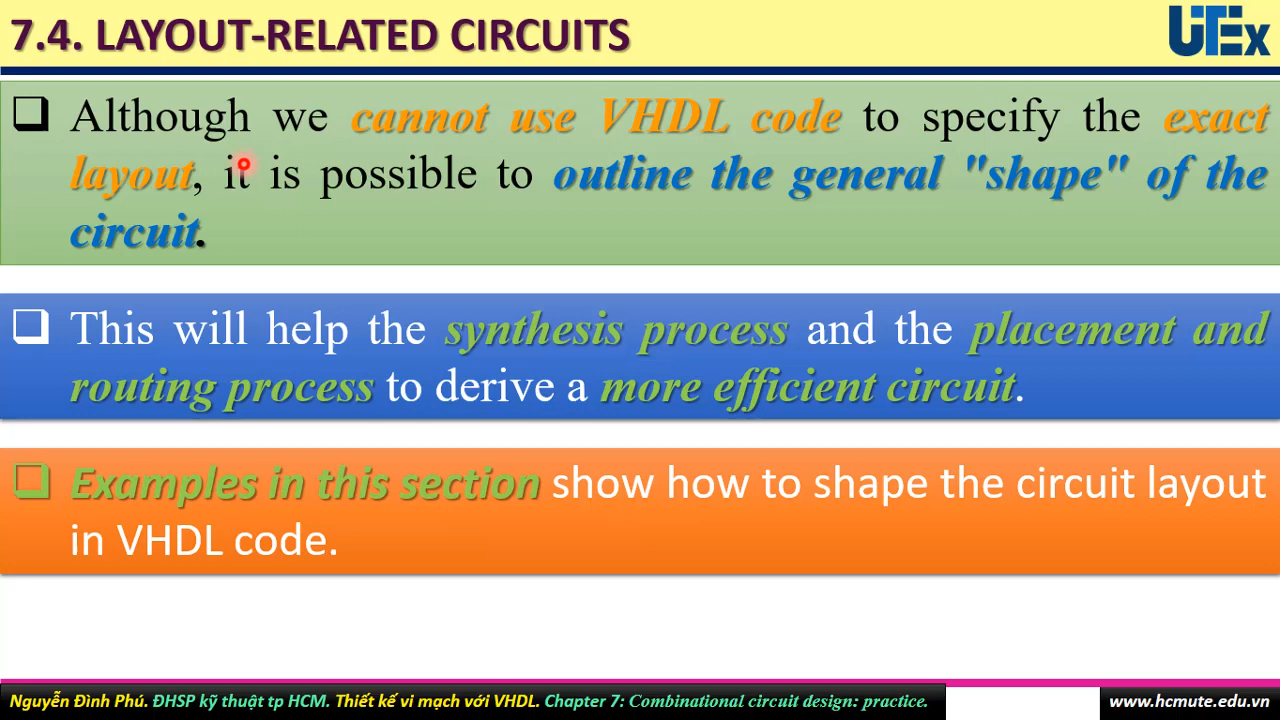 7.4. LAYOUT-RELATED CIRCUITS
UTEx
Although we cannot use VHDL code to specify the exact
layout, it is possible to outline the general "shape" of the
circuit.
This will help the synthesis process and the placement and
routing process to derive a more efficient circuit.
Examples in this section show how to shape the circuit layout
in VHDL code.
Nguyễn Đình Phú. ĐHSP kỹ thuật tp HCM. Thiết kế vi mạch với VHDL. Chapter 7: Combinational circuit design: practice.
www.hcmute.edu.vn